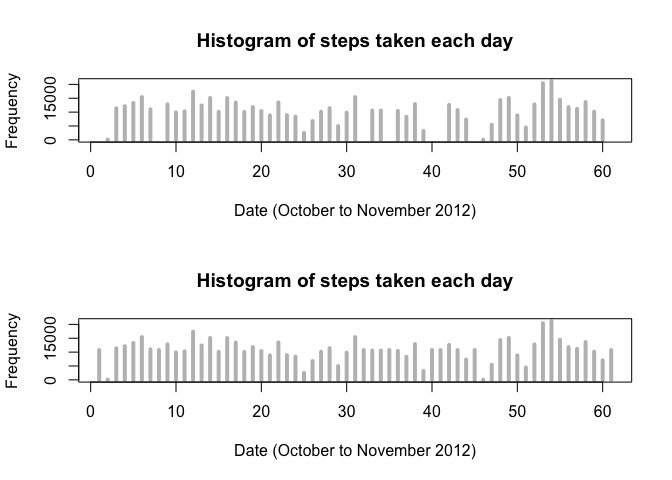 Histogram of steps taken each day
Frequency
15000
0
0 10 20 30 40 50 60
Date (October to November 2012)
Histogram of steps taken each day
Frequency
15000
0
0 10 20 30 40 50 60
Date (October to November 2012)